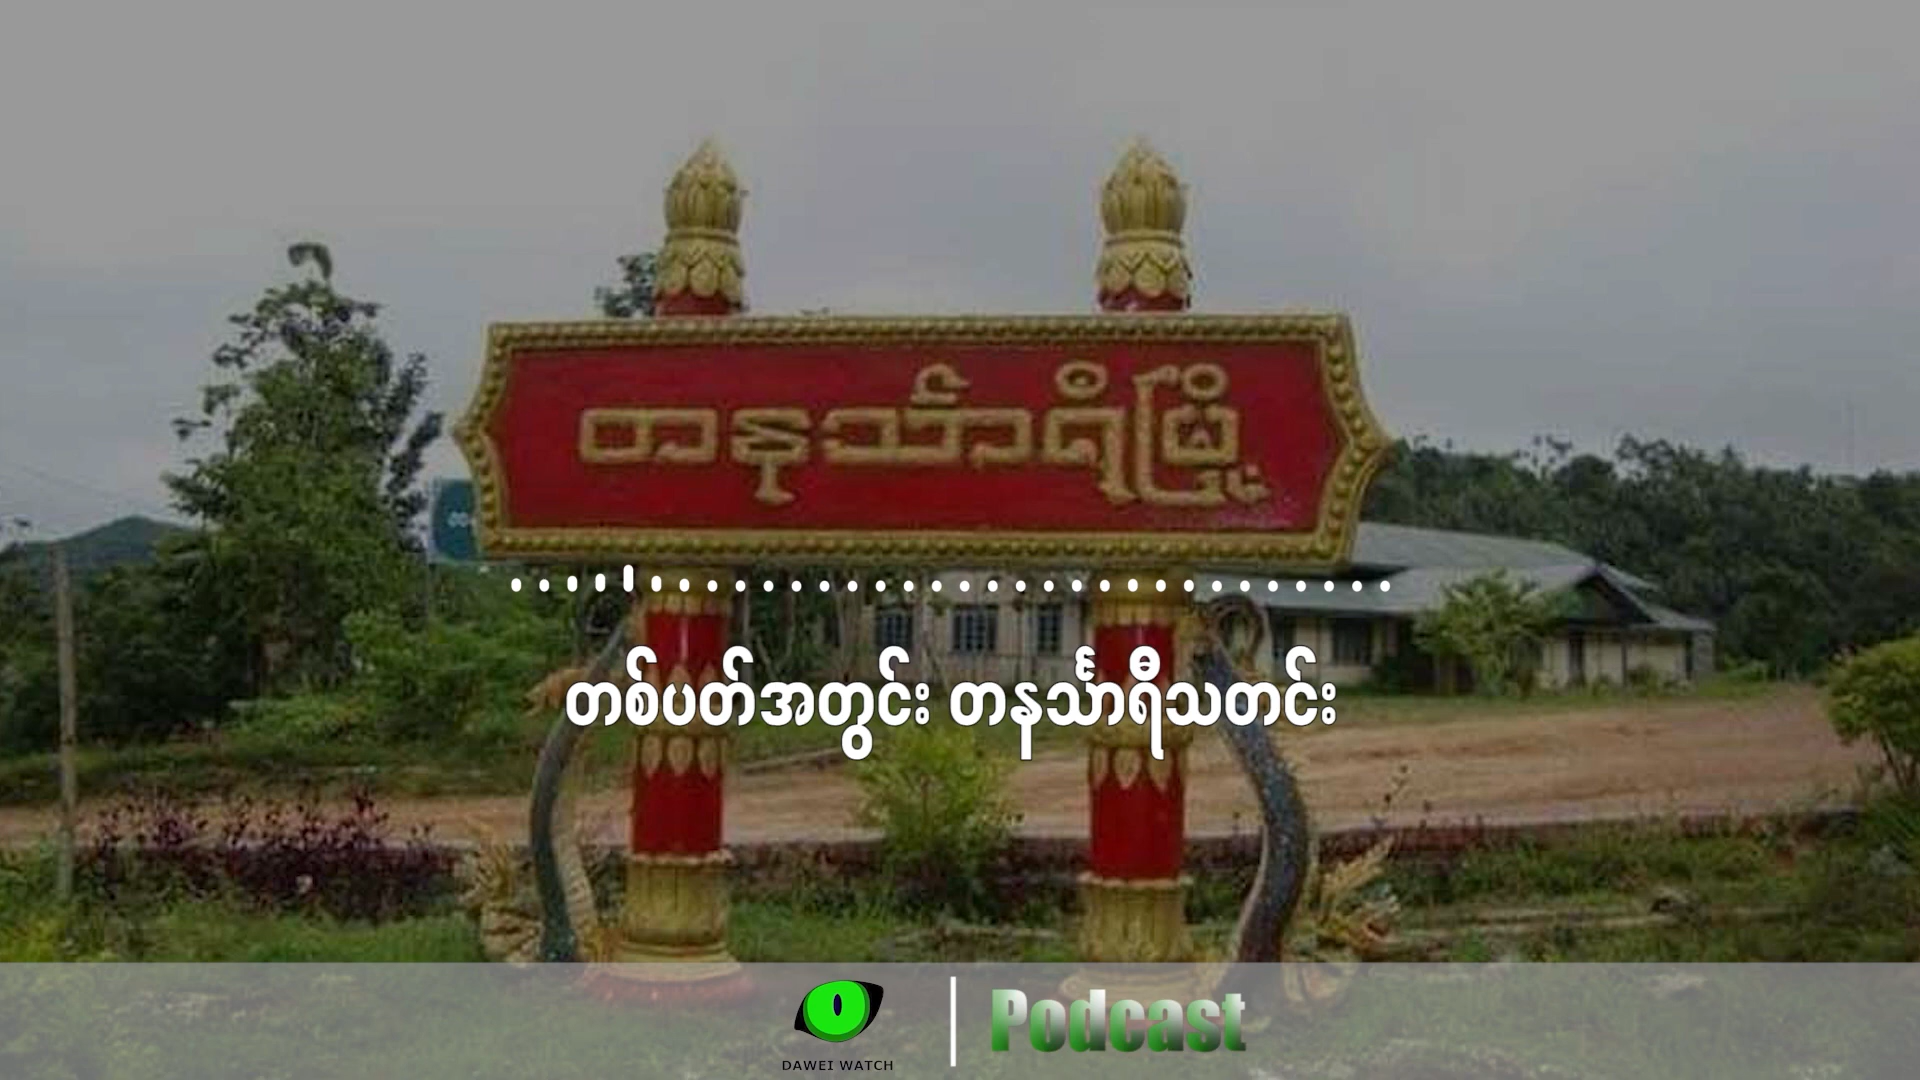 တနင်္သာရီမြို့
တစ်ပတ်အတွင်း တနင်္သာရီသတင်း
DAWEI WATCH
Podcast